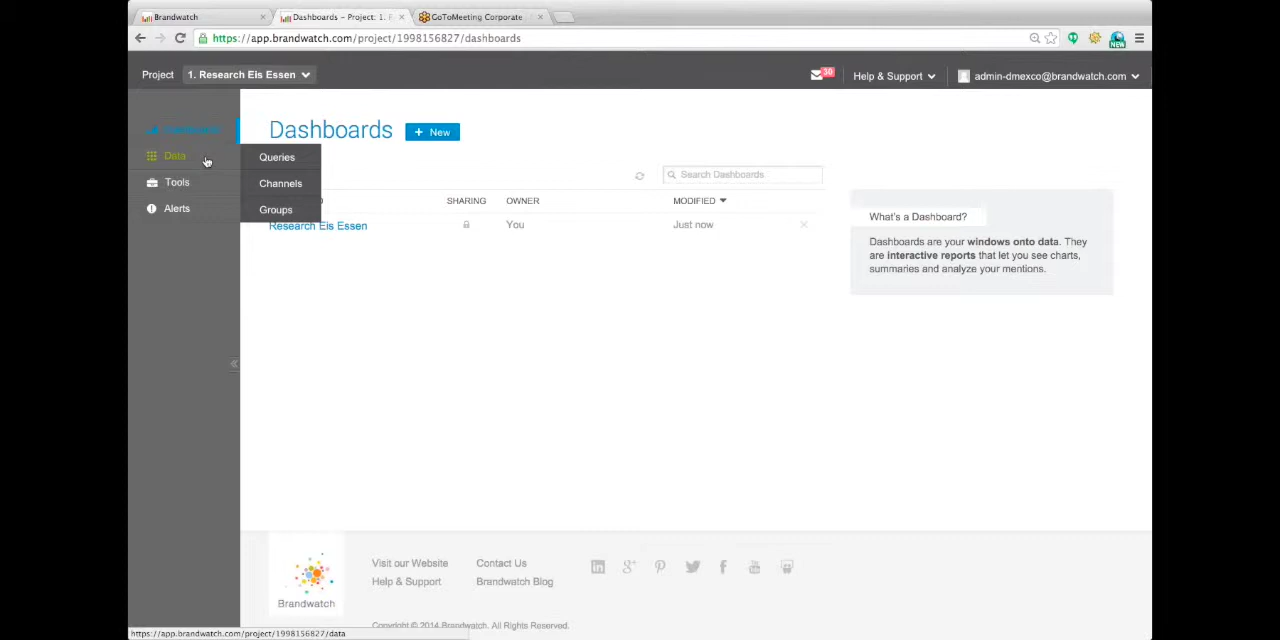 Brandwatch
Dashboards - Project: 1. F
GoToMeeting Corporate
https://app.brandwatch.com/project/1998156827/dashboards
NEW
Project
1. Research Eis Essen
30
Help & Support
admin-dmexco@brandwatch.com
Dashboards
+ New
Data
Queries
Tools
Channels
Alerts
Groups
Search Dashboards
SHARING
OWNER
MODIFIED
Research Eis Essen
You
Just now
What's a Dashboard?
Dashboards are your windows onto data. They
are interactive reports that let you see charts,
summaries and analyze your mentions.
Brandwatch
Visit our Website
Contact Us
Help & Support
Brandwatch Blog
Copyright © 2014 Brandwatch. All Rights Reserved.
https://app.brandwatch.com/project/1998156827/data